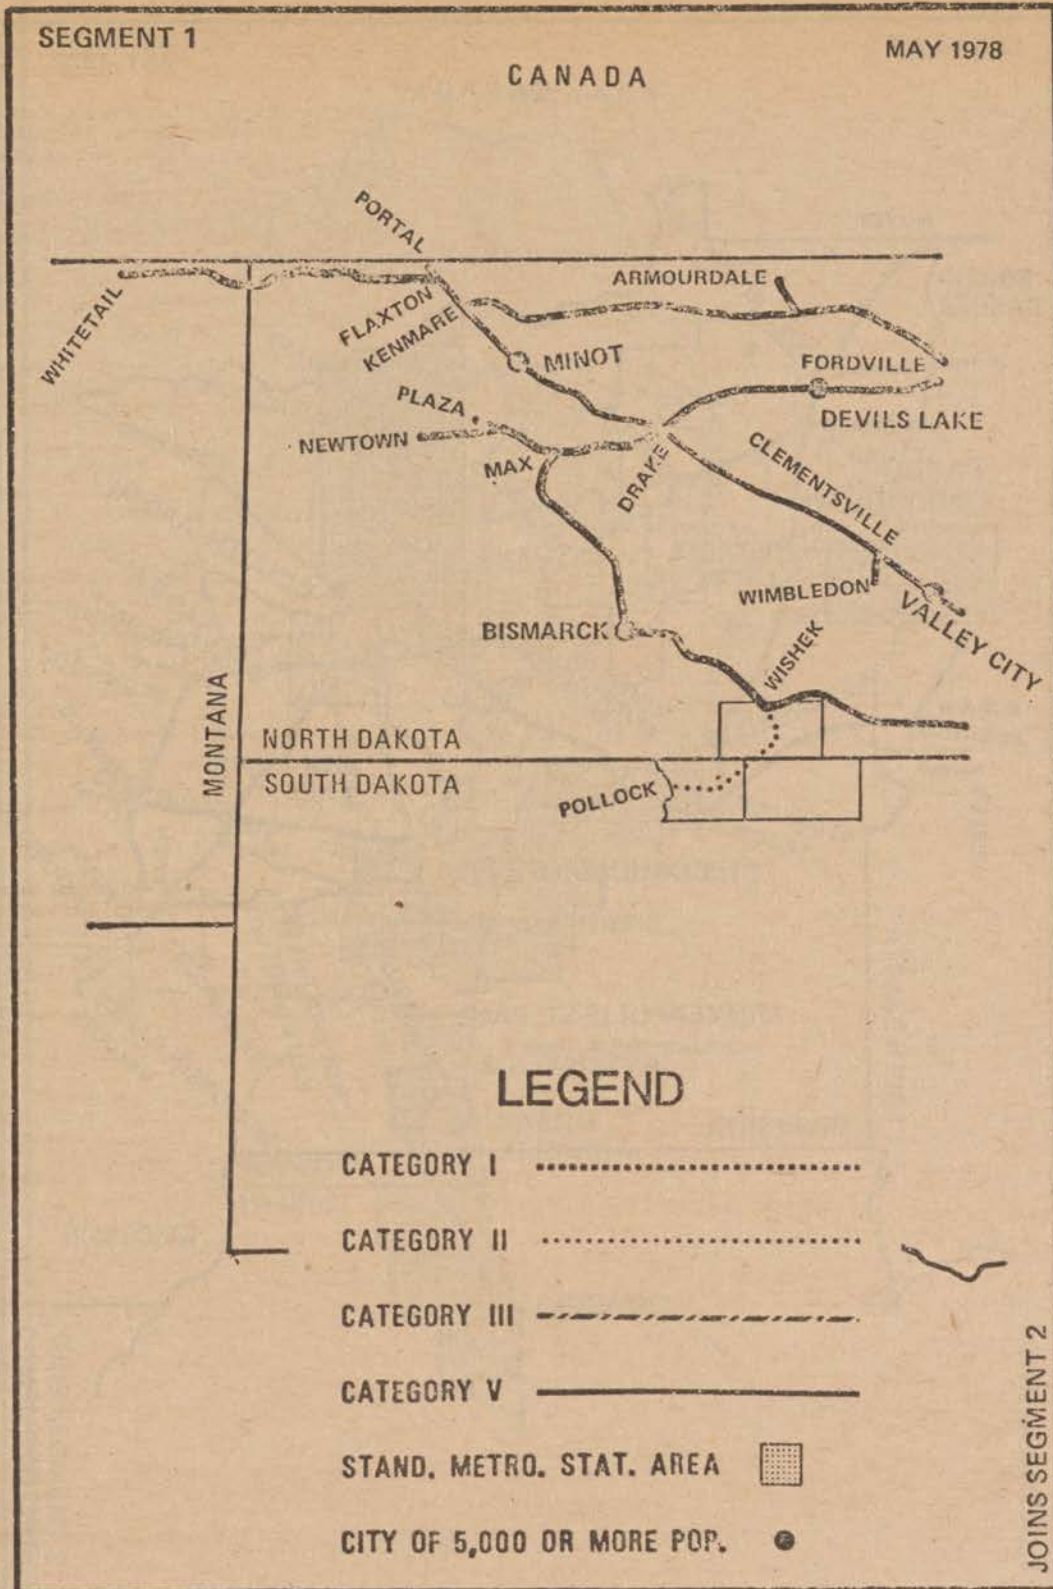 SEGMENT 1
MAY 1978
CANADA
PORTAL
ARMOURDALE
WHITETAIL
FLAXTON
KENMARE
MINOT
FORDVILLE
PLAZA
DEVILS LAKE
NEWTOWN
MAX
DRAKE
CLEMENTSVILLE
WIMBLEDON
VALLEY CITY
BISMARCK
WISHEK
MONTANA
NORTH DAKOTA
SOUTH DAKOTA
POLLOCK
LEGEND
CATEGORY I
CATEGORY II
CATEGORY III
CATEGORY V
STAND. METRO. STAT. AREA
CITY OF 5,000 OR MORE POP.
JOINS SEGMENT 2